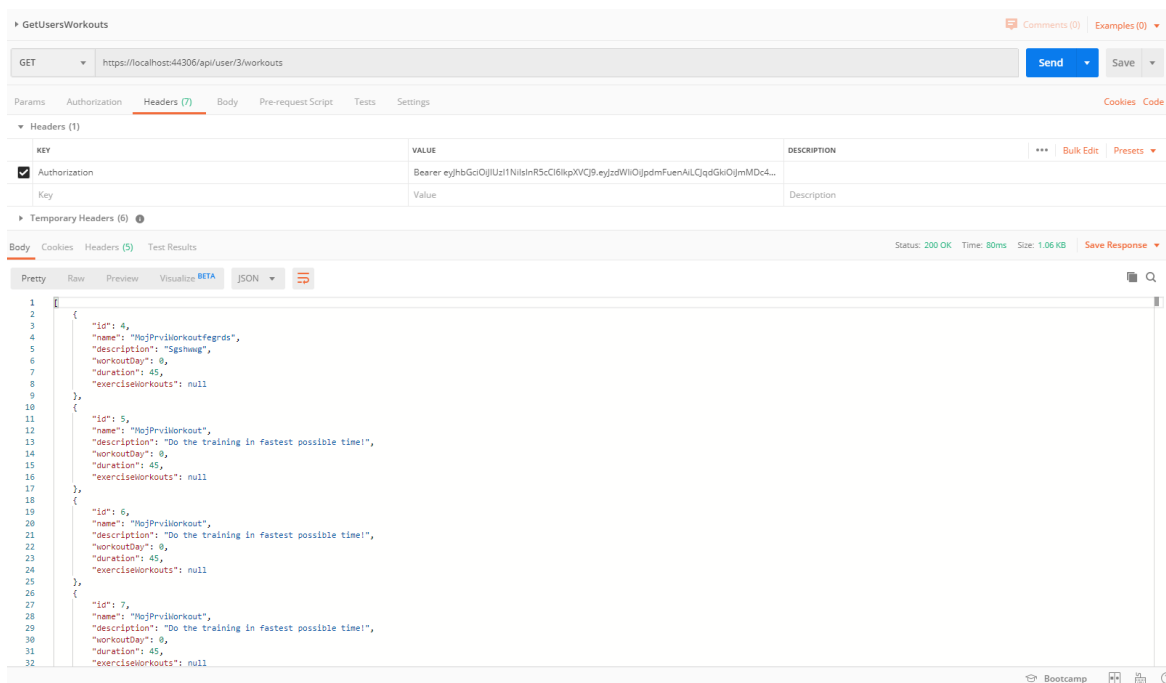 GetUsersWorkouts Comments (0) Examples (0)
GET https://localhost:44306/api/user/3/workouts Send Save
Params Authorization Headers (7) Body Pre-request Script Tests Settings Cookies Code
Headers (1)
KEY VALUE DESCRIPTION ••• Bulk Edit Presets
Authorization Bearer
Key Value Description
Temporary Headers (6)
Body Cookies Headers (5) Test Results Status: 200 OK Time: 80ms Size: 1.06 KB Save Response
Pretty Raw Preview Visualize BETA JSON
1 [
2 {
3 "id": 4,
4 "name": "MojPrviWorkoutfegrds",
5 "description": "Sgshwwg",
6 "workoutDay": 0,
7 "duration": 45,
8 "exerciseWorkouts": null
9 },
10 {
11 "id": 5,
12 "name": "MojPrviWorkout",
13 "description": "Do the training in fastest possible time!",
14 "workoutDay": 0,
15 "duration": 45,
16 "exerciseWorkouts": null
17 },
18 {
19 "id": 6,
20 "name": "MojPrviWorkout",
21 "description": "Do the training in fastest possible time!",
22 "workoutDay": 0,
23 "duration": 45,
24 "exerciseWorkouts": null
25 },
26 {
27 "id": 7,
28 "name": "MojPrviWorkout",
29 "description": "Do the training in fastest possible time!",
30 "workoutDay": 0,
31 "duration": 45,
32 "exerciseWorkouts": null
Bootcamp